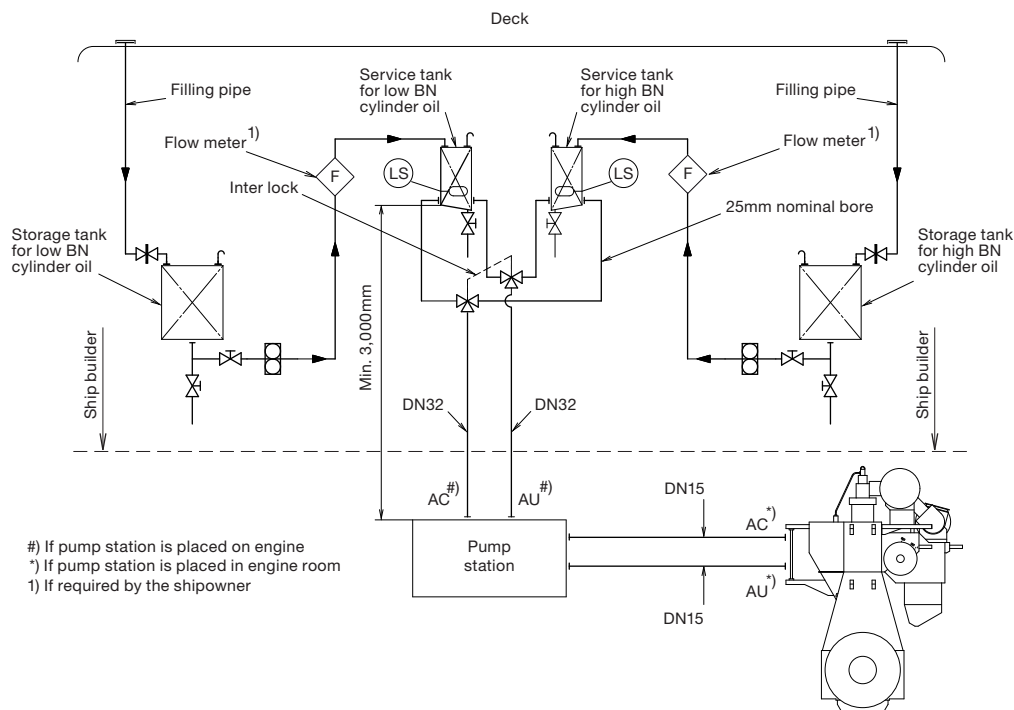 Deck
Filling pipe
Service tank
for low BN
cylinder oil
Service tank
for high BN
cylinder oil
Filling pipe
Flow meter 1)
F
LS
LS
F
Flow meter 1)
Inter lock
25mm nominal bore
Storage tank
for low BN
cylinder oil
Storage tank
for high BN
cylinder oil
Min. 3,000mm
Ship builder
Ship builder
DN32
DN32
AC #)
AU #)
DN15
AC *)
Pump
station
AU *)
DN15
#) If pump station is placed on engine
*) If pump station is placed in engine room
1) If required by the shipowner